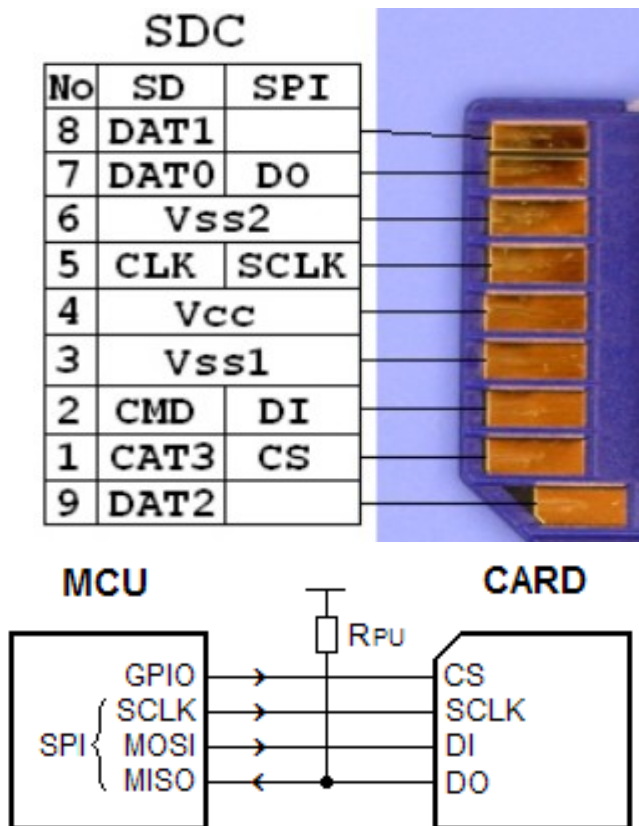 SDC
No SD SPI
8 DAT1
7 DAT0 DO
6 Vss2
5 CLK SCLK
4 Vcc
3 Vss1
2 CMD DI
1 CAT3 CS
9 DAT2
MCU CARD
RPU
GPIO CS
SCLK SCLK
SPI MOSI DI
MISO DO